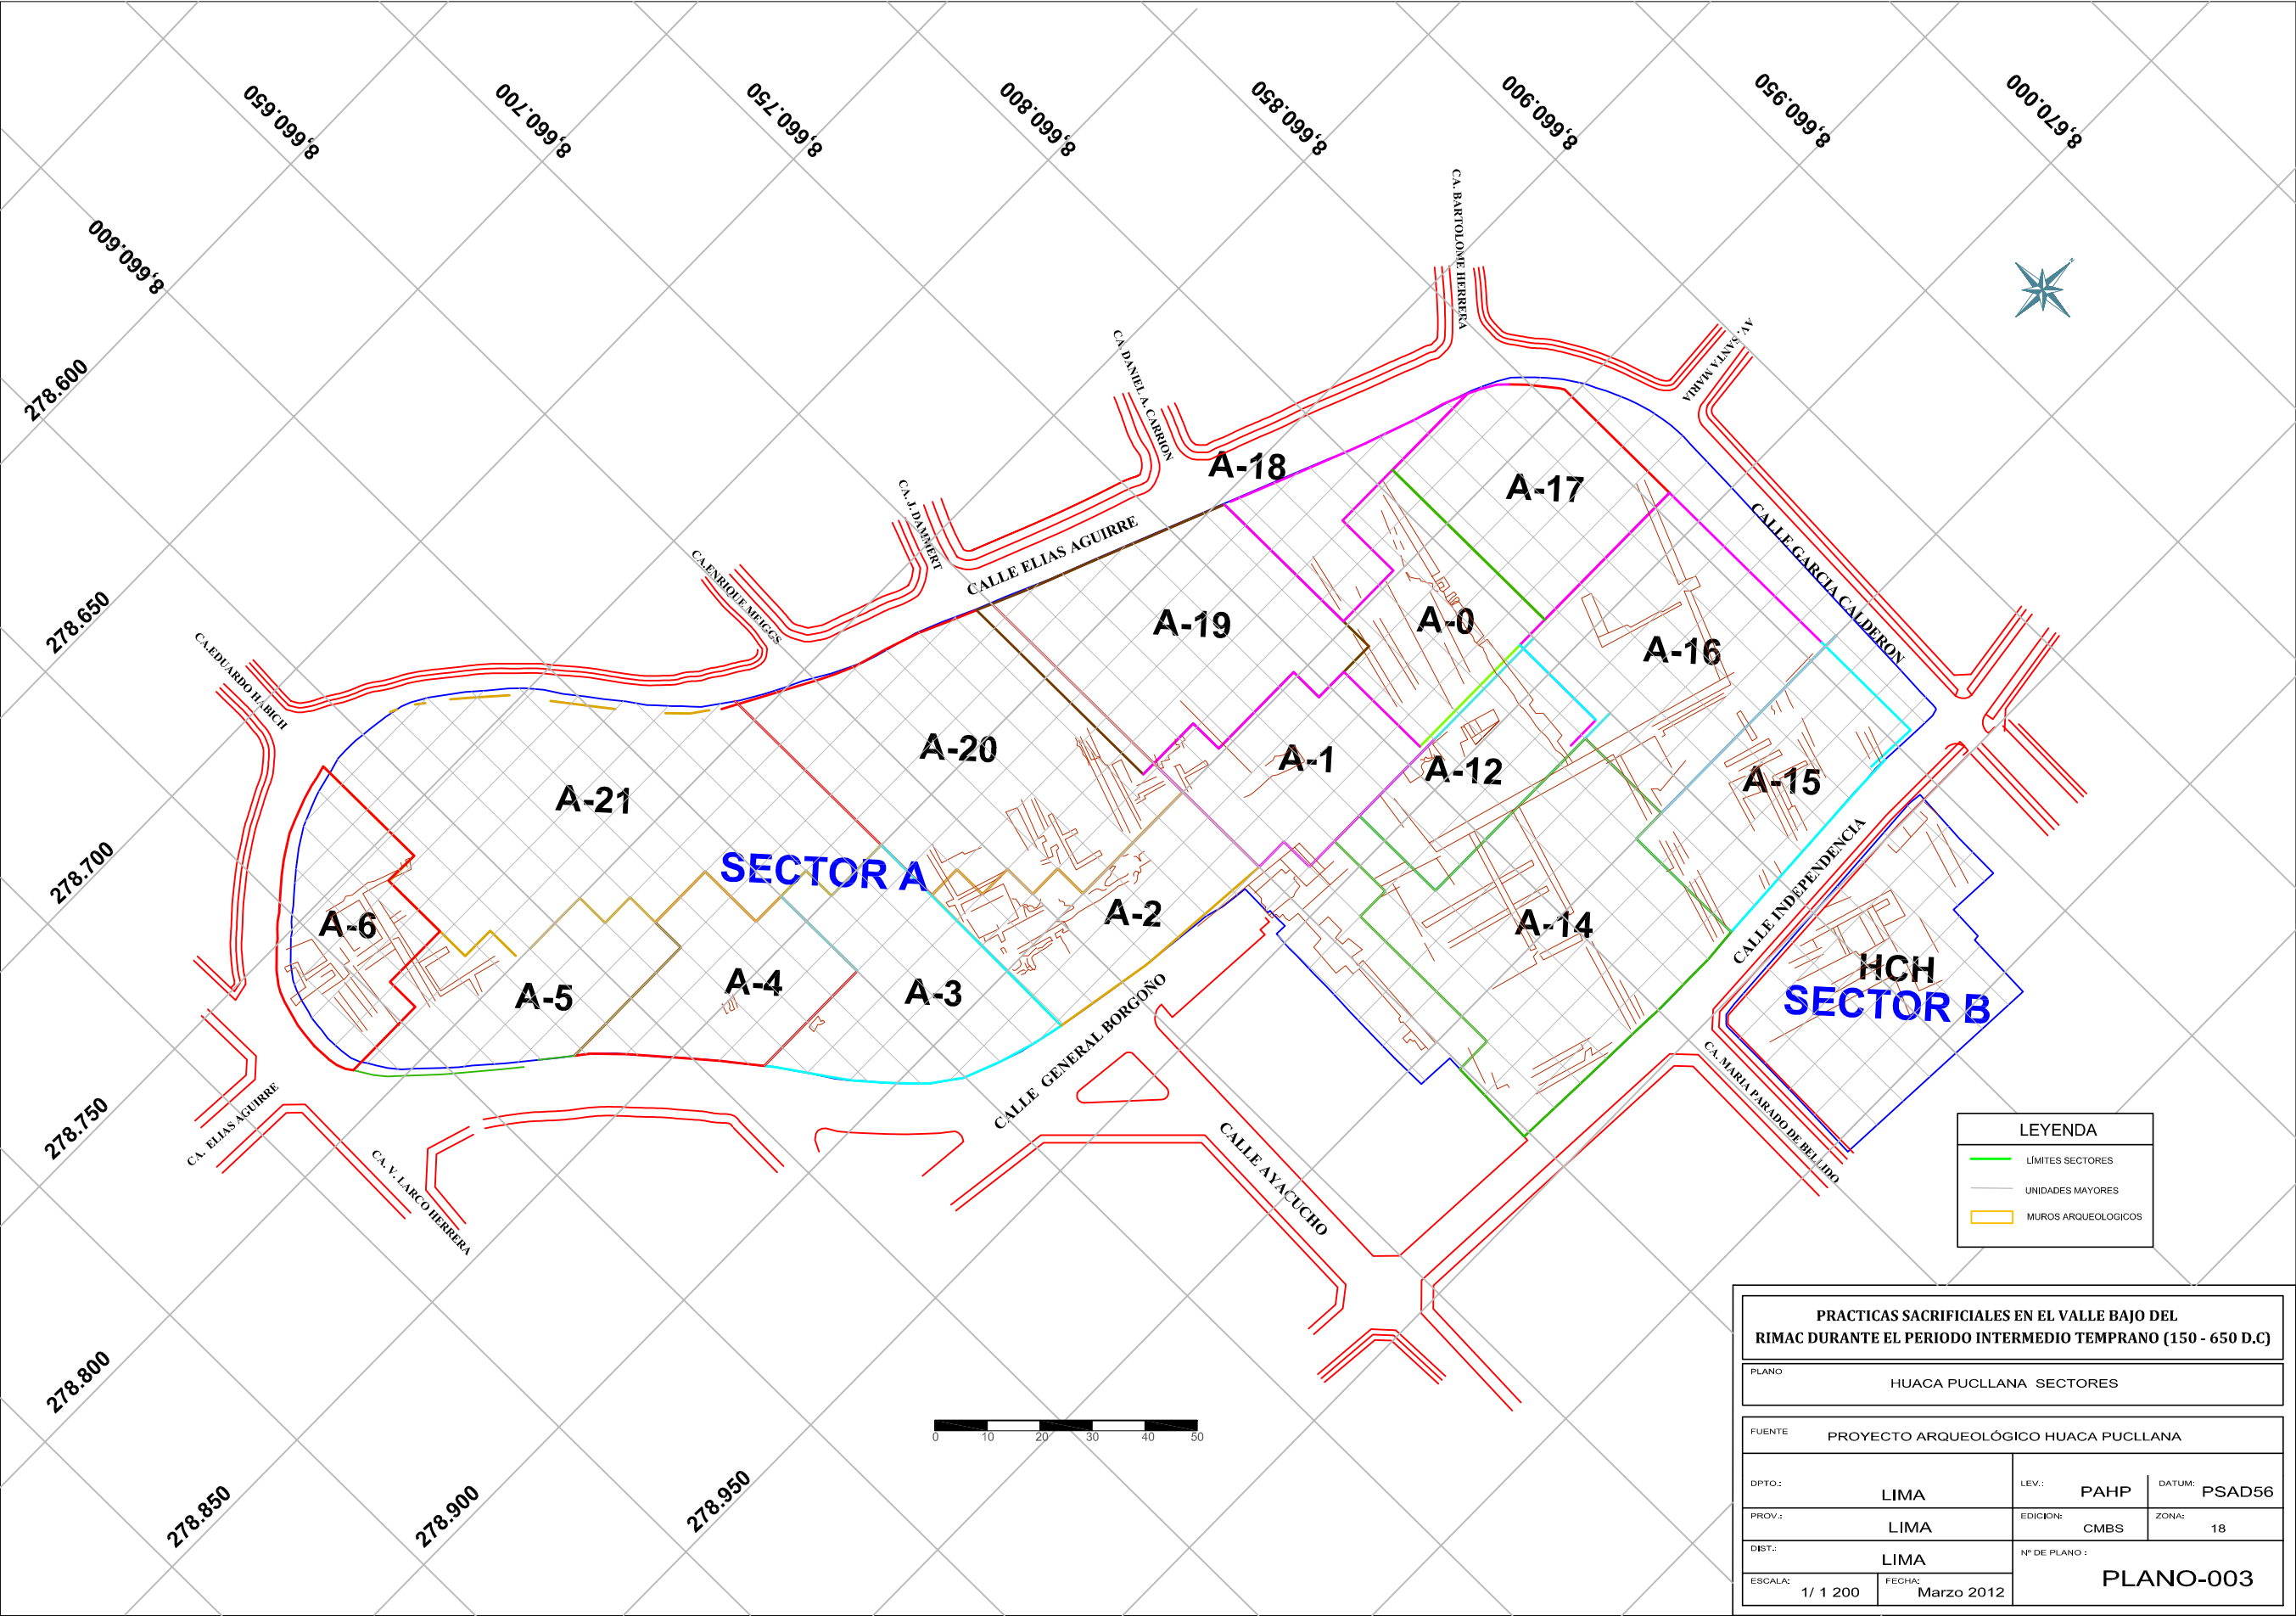 8,660.650
8,660.700
8,660.750
8,660.800
8,660.850
8,660.900
8,660.950
8,670.000
8,660.600
278.600
278.650
278.700
278.750
278.800
278.850
278.900
278.950
CA. BARTOLOME HERRERA
AV. SANTA MARIA
CA. DANIEL A. CARRION
CA. J. DAMMERT
CA.ENRIQUE MEIGGS
CA.EDUARDO HABICH
CALLE ELIAS AGUIRRE
CALLE GARCIA CALDERON
A-18
A-17
A-19
A-0
A-16
A-20
A-1
A-12
A-15
A-21
SECTOR A
A-6
A-5
A-4
A-3
A-2
A-14
HCH
SECTOR B
CALLE INDEPENDENCIA
CALLE GENERAL BORGOÑO
CALLE AYACUCHO
CA. MARIA PARADO DE BELLIDO
CA. ELIAS AGUIRRE
CA. V. LARCO HERRERA
0 10 20 30 40 50
LEYENDA
LÍMITES SECTORES
UNIDADES MAYORES
MUROS ARQUEOLOGICOS
PRACTICAS SACRIFICIALES EN EL VALLE BAJO DEL
RIMAC DURANTE EL PERIODO INTERMEDIO TEMPRANO (150 - 650 D.C)
PLANO
HUACA PUCLLANA SECTORES
FUENTE PROYECTO ARQUEOLÓGICO HUACA PUCLLANA
DPTO.: LIMA LEV.: PAHP DATUM: PSAD56
PROV.: LIMA EDICION: CMBS ZONA: 18
DIST.: LIMA Nº DE PLANO :
ESCALA: 1/ 1 200 FECHA: Marzo 2012 PLANO-003